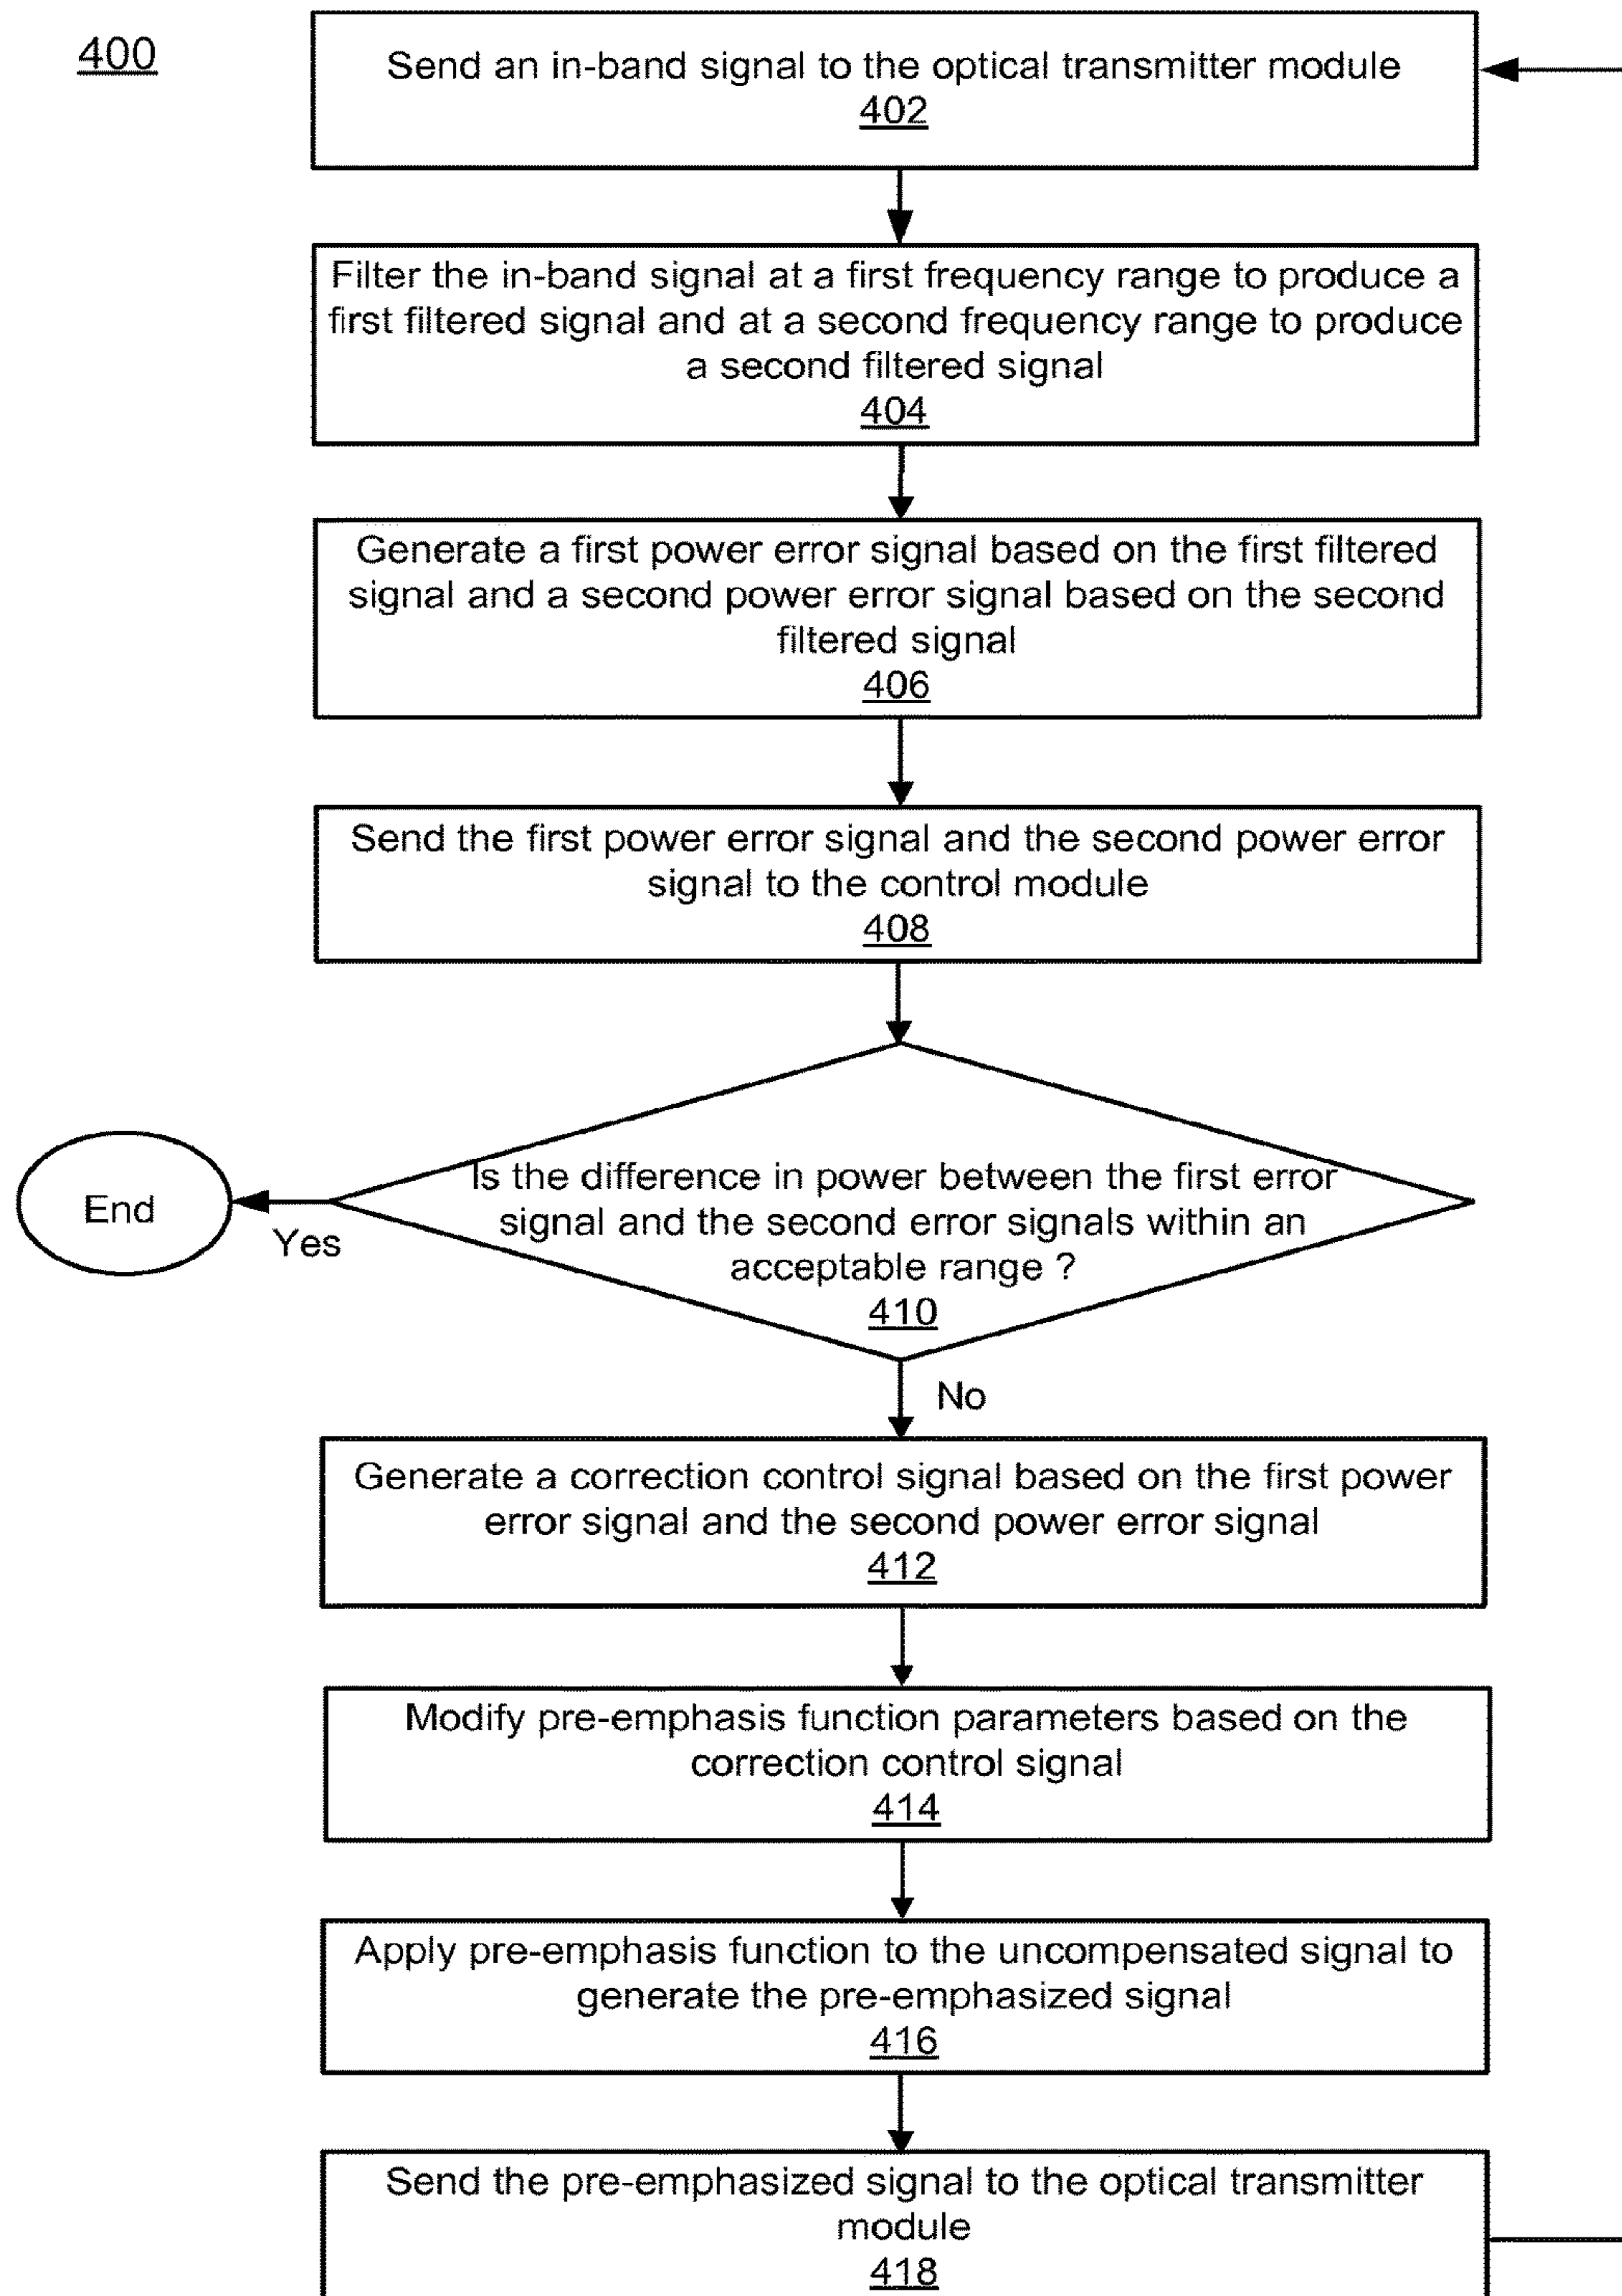 400
Send an in-band signal to the optical transmitter module
402
Filter the in-band signal at a first frequency range to produce a
first filtered signal and at a second frequency range to produce
a second filtered signal
404
Generate a first power error signal based on the first filtered
signal and a second power error signal based on the second
filtered signal
406
Send the first power error signal and the second power error
signal to the control module
408
Is the difference in power between the first error
signal and the second error signals within an
acceptable range ?
410
End
Yes
No
Generate a correction control signal based on the first power
error signal and the second power error signal
412
Modify pre-emphasis function parameters based on the
correction control signal
414
Apply pre-emphasis function to the uncompensated signal to
generate the pre-emphasized signal
416
Send the pre-emphasized signal to the optical transmitter
module
418